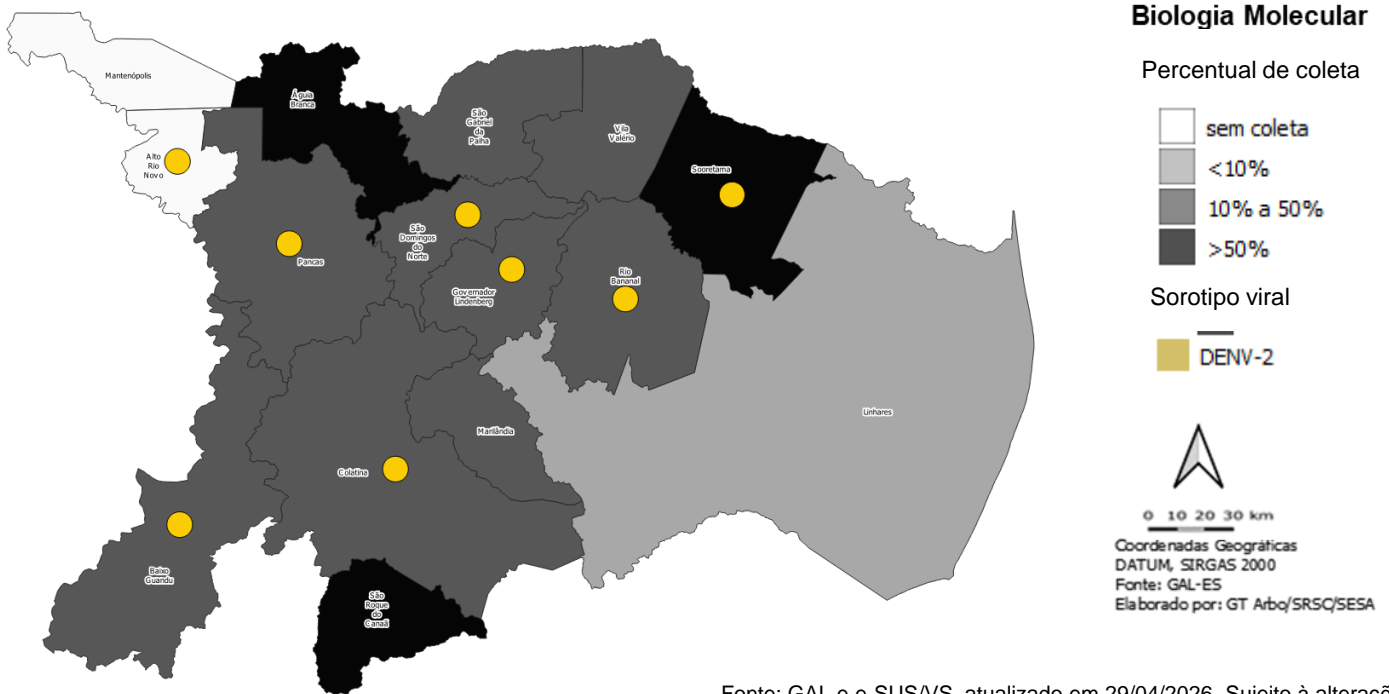 Biologia Molecular
Percentual de coleta
sem coleta
<10%
10% a 50%
>50%
Sorotipo viral
DENV-2
0 10 20 30 km
Coordenadas Geográficas
DATUM, SIRGAS 2000
Fonte: GAL-ES
Elaborado por: GT Arbo/SRSC/SESA
Mantenópolis
Águia
Branca
São
Gabriel
da
Palha
Vila
Valério
Alto
Rio
Novo
Sooretama
São
Domingos
do
Norte
Pancas
Rio
Bananal
Governador
Lindenberg
Linhares
Marilândia
Colatina
Baixo
Guandu
São
Roque
do
Canaã
Fonte: GAL e e-SUS/VS, atualizado em 29/04/2026. Sujeito à